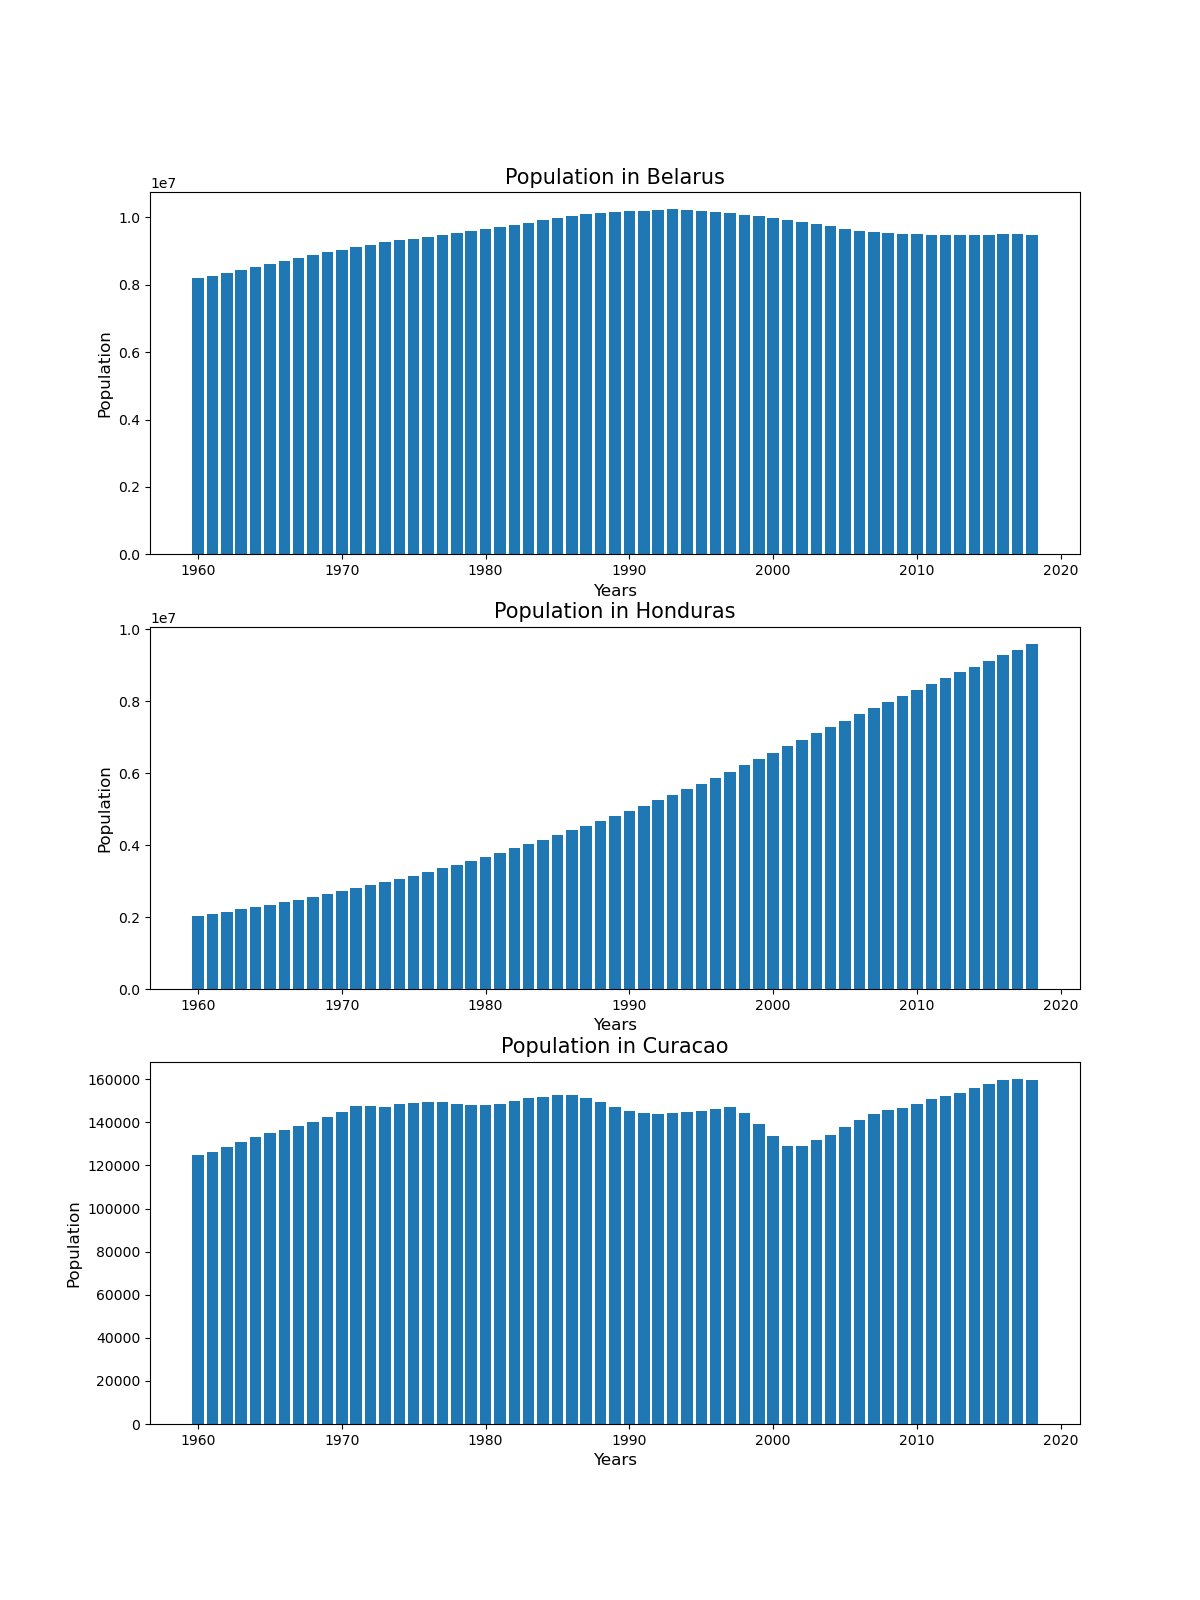 Population in Belarus
1e7
1.0
0.8
0.6
0.4
0.2
0.0
Population
1960 1970 1980 1990 2000 2010 2020
Years
Population in Honduras
1e7
1.0
0.8
0.6
0.4
0.2
0.0
Population
1960 1970 1980 1990 2000 2010 2020
Years
Population in Curacao
160000
140000
120000
100000
80000
60000
40000
20000
0
Population
1960 1970 1980 1990 2000 2010 2020
Years